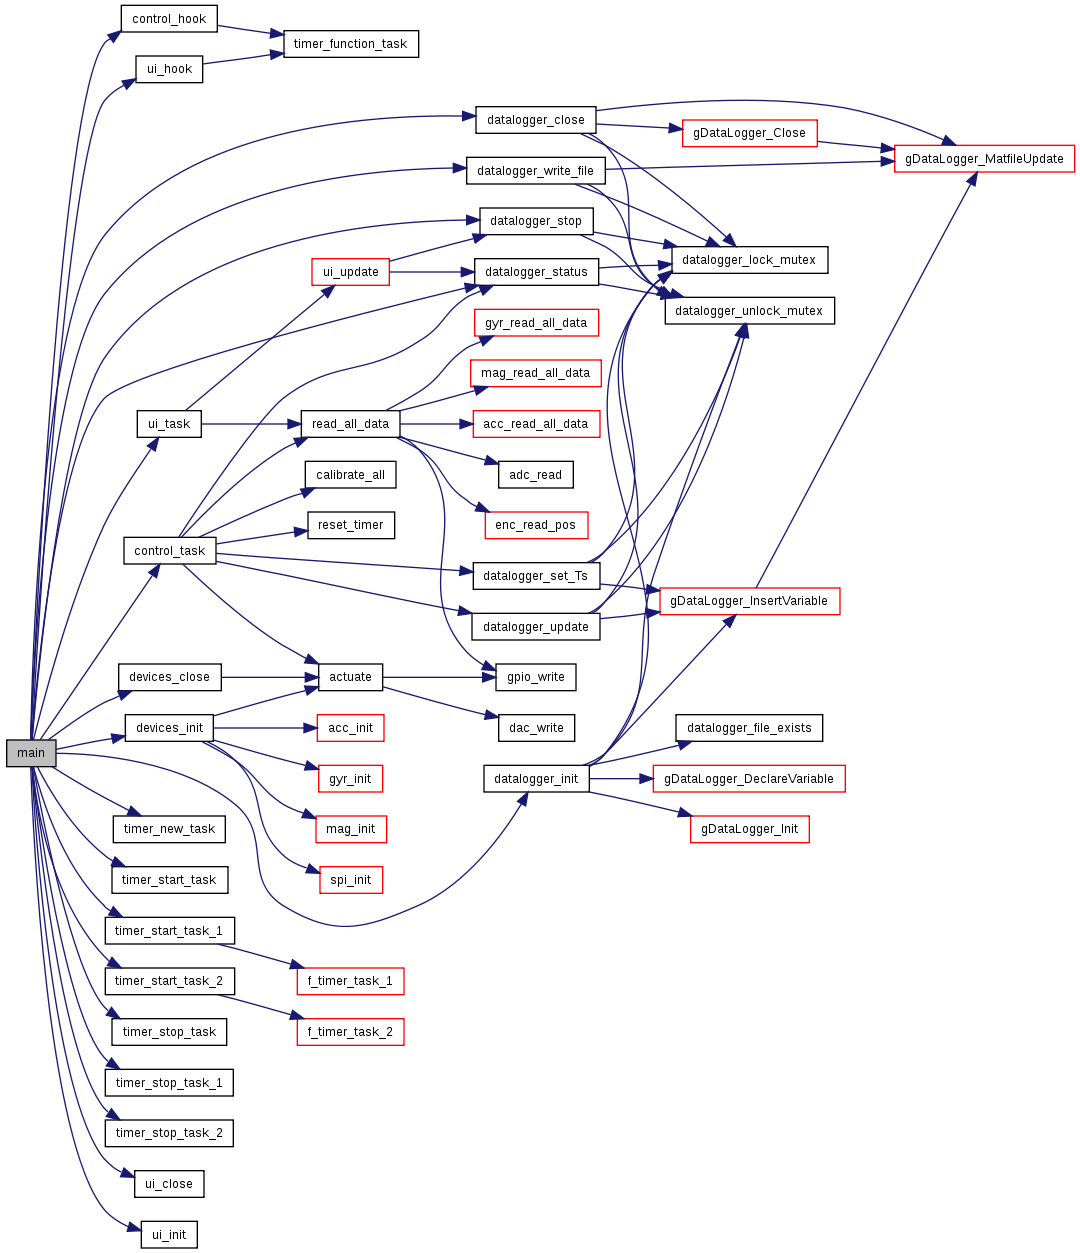 control_hook
timer_function_task
ui_hook
datalogger_close
gDataLogger_Close
gDataLogger_MatfileUpdate
datalogger_write_file
datalogger_stop
datalogger_lock_mutex
ui_update
datalogger_status
datalogger_unlock_mutex
gyr_read_all_data
mag_read_all_data
ui_task
read_all_data
acc_read_all_data
calibrate_all
adc_read
reset_timer
enc_read_pos
control_task
datalogger_set_Ts
gDataLogger_InsertVariable
datalogger_update
devices_close
actuate
gpio_write
devices_init
acc_init
dac_write
datalogger_file_exists
main
gyr_init
datalogger_init
gDataLogger_DeclareVariable
timer_new_task
mag_init
gDataLogger_Init
timer_start_task
spi_init
timer_start_task_1
timer_start_task_2
f_timer_task_1
timer_stop_task
f_timer_task_2
timer_stop_task_1
timer_stop_task_2
ui_close
ui_init